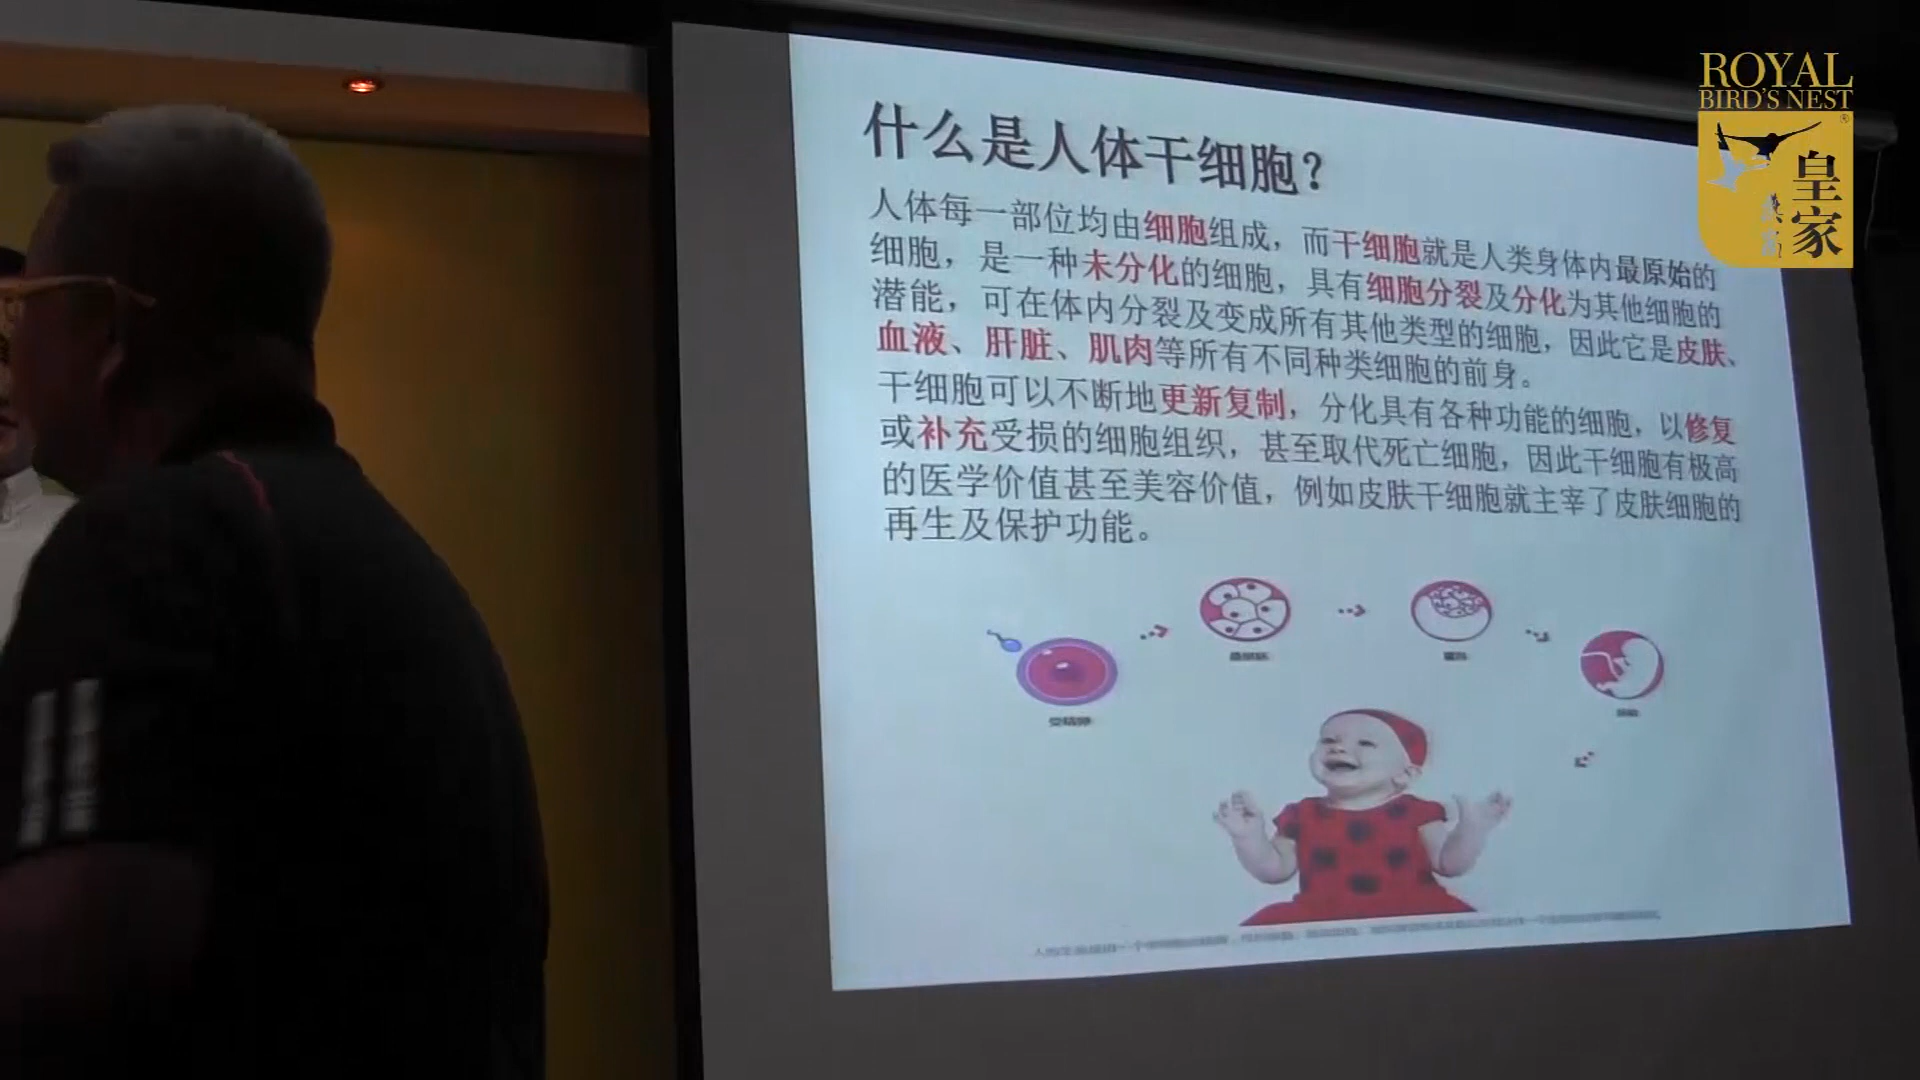 什么是人体干细胞？
人体每一部位均由细胞组成，而干细胞就是人类身体内最原始的
细胞，是一种未分化的细胞，具有细胞分裂及分化为其他细胞的
潜能，可在体内分裂及变成所有其他类型的细胞，因此它是皮肤、
血液、肝脏、肌肉等所有不同种类细胞的前身。
干细胞可以不断地更新复制，分化具有各种功能的细胞，以修复
或补充受损的细胞组织，甚至取代死亡细胞，因此干细胞有极高
的医学价值甚至美容价值，例如皮肤干细胞就主宰了皮肤细胞的
再生及保护功能。
受精卵
ROYAL
BIRD'S NEST
®
皇家
燕窝